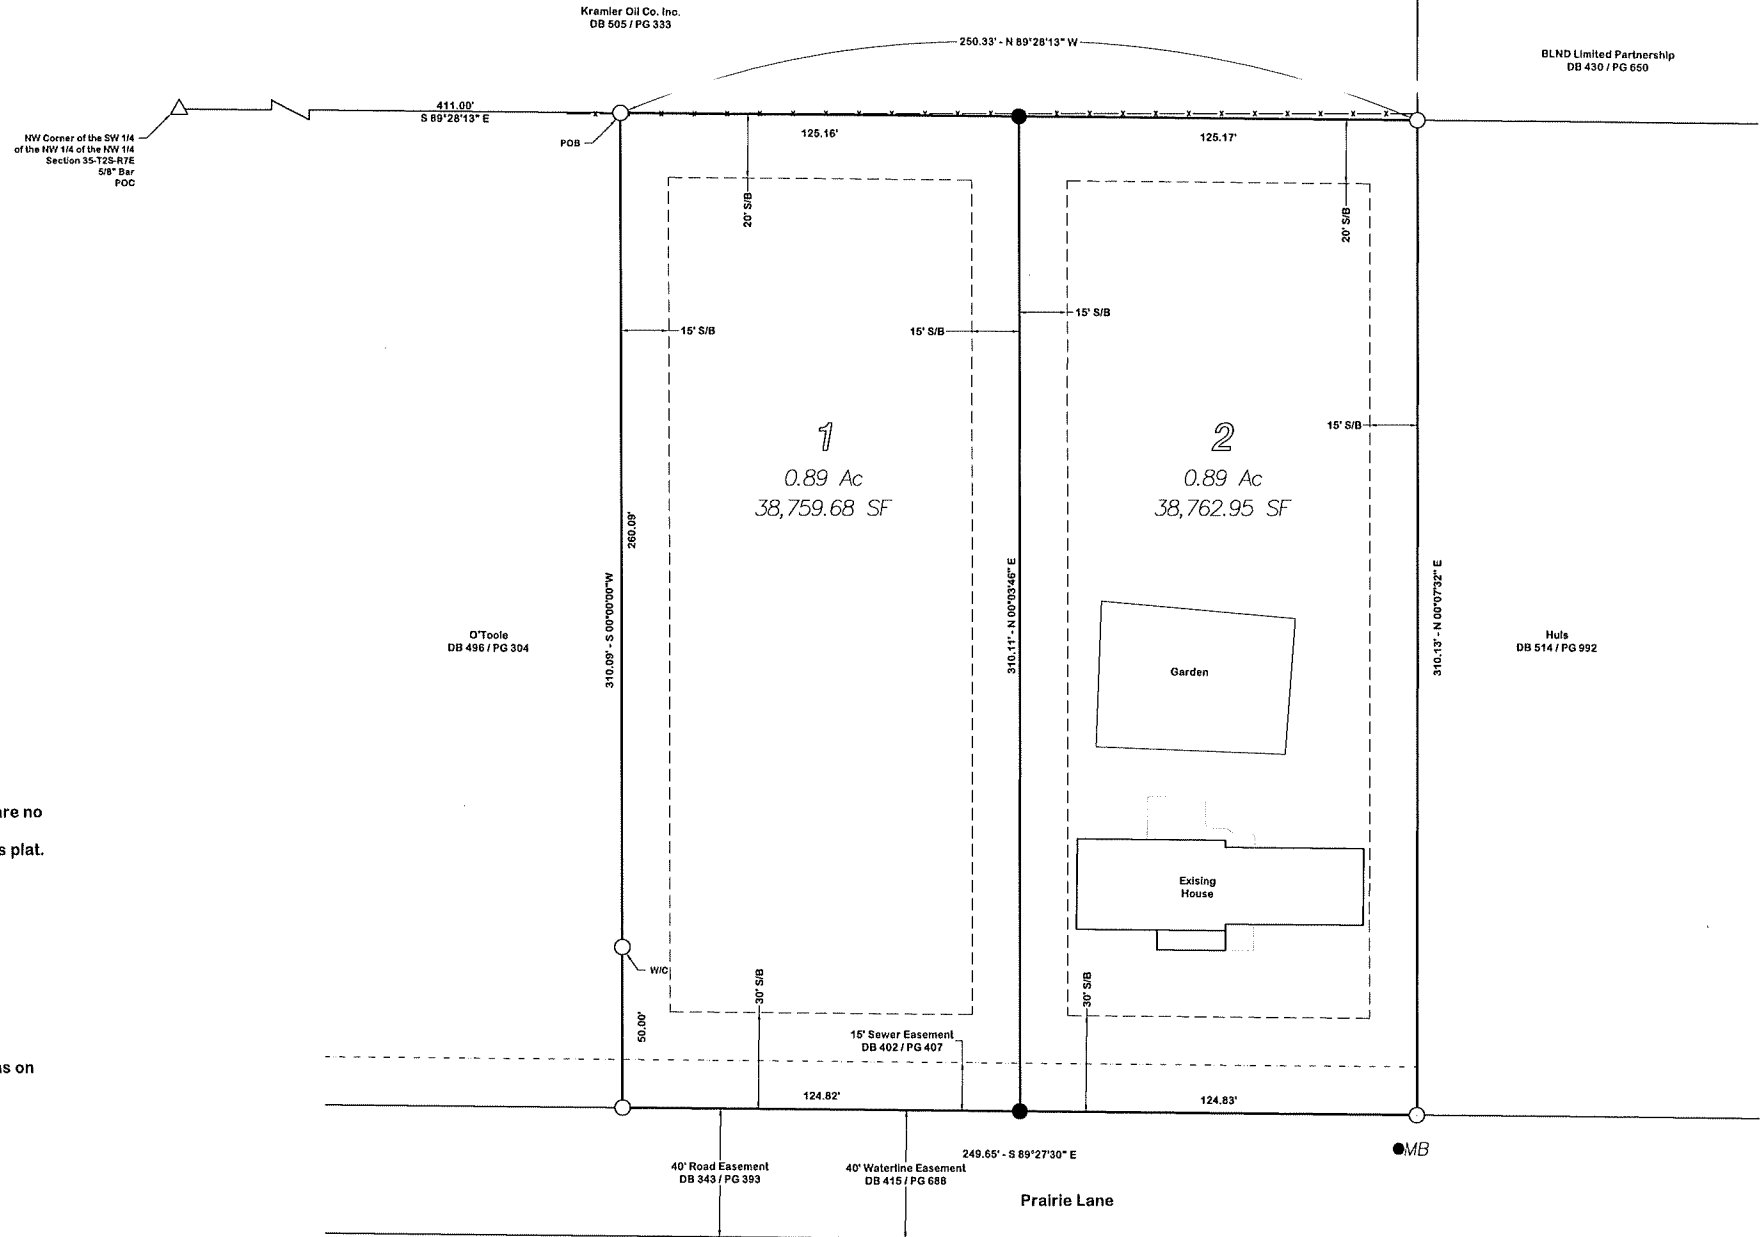 Kramler Oil Co. Inc.
DB 505 / PG 333
250.33' - N 89°28'13" W
BLND Limited Partnership
DB 430 / PG 650
411.00'
S 89°28'13" E
NW Corner of the SW 1/4
of the NW 1/4 of the NW 1/4
Section 35-T2S-R7E
5/8" Bar
POC
POB
125.16'
125.17'
20' S/B
20' S/B
15' S/B
15' S/B
15' S/B
15' S/B
1
0.89 Ac
38,759.68 SF
2
0.89 Ac
38,762.95 SF
260.09'
310.09' - S 00°00'00"W
310.11' - N 00°03'46" E
310.13' - N 00°07'32" E
O'Toole
DB 496 / PG 304
Huls
DB 514 / PG 992
Garden
are no
s plat.
Exising
House
W/C
30' S/B
30' S/B
50.00'
15' Sewer Easement
DB 402 / PG 407
as on
124.82'
124.83'
249.65' - S 89°27'30" E
MB
40' Road Easement
DB 343 / PG 393
40' Waterline Easement
DB 415 / PG 688
Prairie Lane